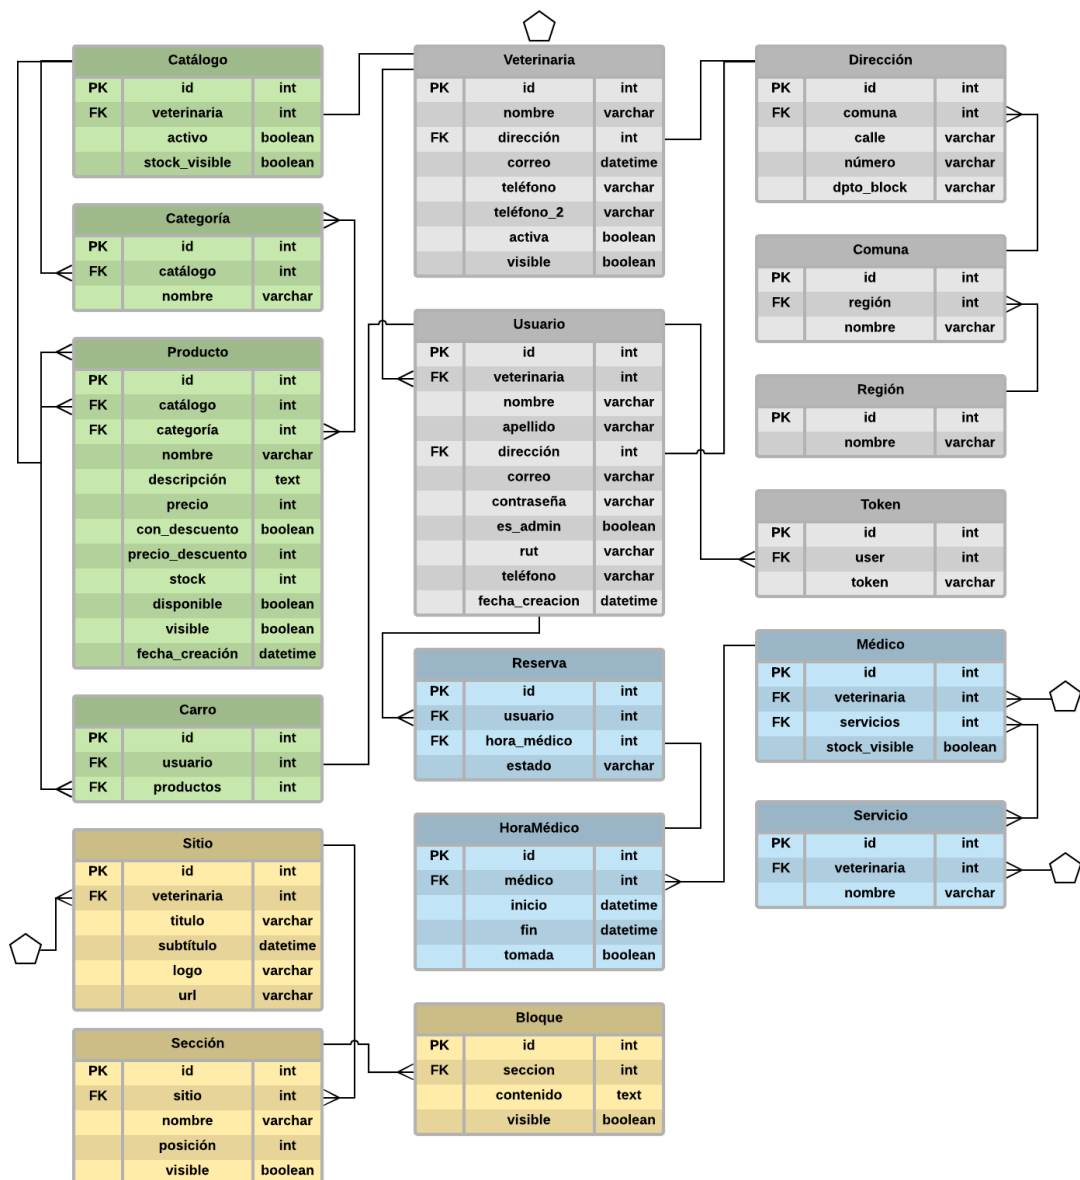 Catálogo
PK id int
FK veterinaria int
activo boolean
stock_visible boolean
Categoría
PK id int
FK catálogo int
nombre varchar
Producto
PK id int
FK catálogo int
FK categoría int
nombre varchar
descripción text
precio int
con_descuento boolean
precio_descuento int
stock int
disponible boolean
visible boolean
fecha_creación datetime
Carro
PK id int
FK usuario int
FK productos int
Sitio
PK id int
FK veterinaria int
titulo varchar
subtítulo datetime
logo varchar
url varchar
Sección
PK id int
FK sitio int
nombre varchar
posición int
visible boolean
Veterinaria
PK id int
nombre varchar
FK dirección int
correo datetime
teléfono varchar
teléfono_2 varchar
activa boolean
visible boolean
Usuario
PK id int
FK veterinaria int
nombre varchar
apellido varchar
FK dirección int
correo varchar
contraseña varchar
es_admin boolean
rut varchar
teléfono varchar
fecha_creacion datetime
Reserva
PK id int
FK usuario int
FK hora_médico int
estado varchar
HoraMédico
PK id int
FK médico int
inicio datetime
fin datetime
tomada boolean
Bloque
PK id int
FK seccion int
contenido text
visible boolean
Dirección
PK id int
FK comuna int
calle varchar
número varchar
dpto_block varchar
Comuna
PK id int
FK región int
nombre varchar
Región
PK id int
nombre varchar
Token
PK id int
FK user int
token varchar
Médico
PK id int
FK veterinaria int
FK servicios int
stock_visible boolean
Servicio
PK id int
FK veterinaria int
nombre varchar